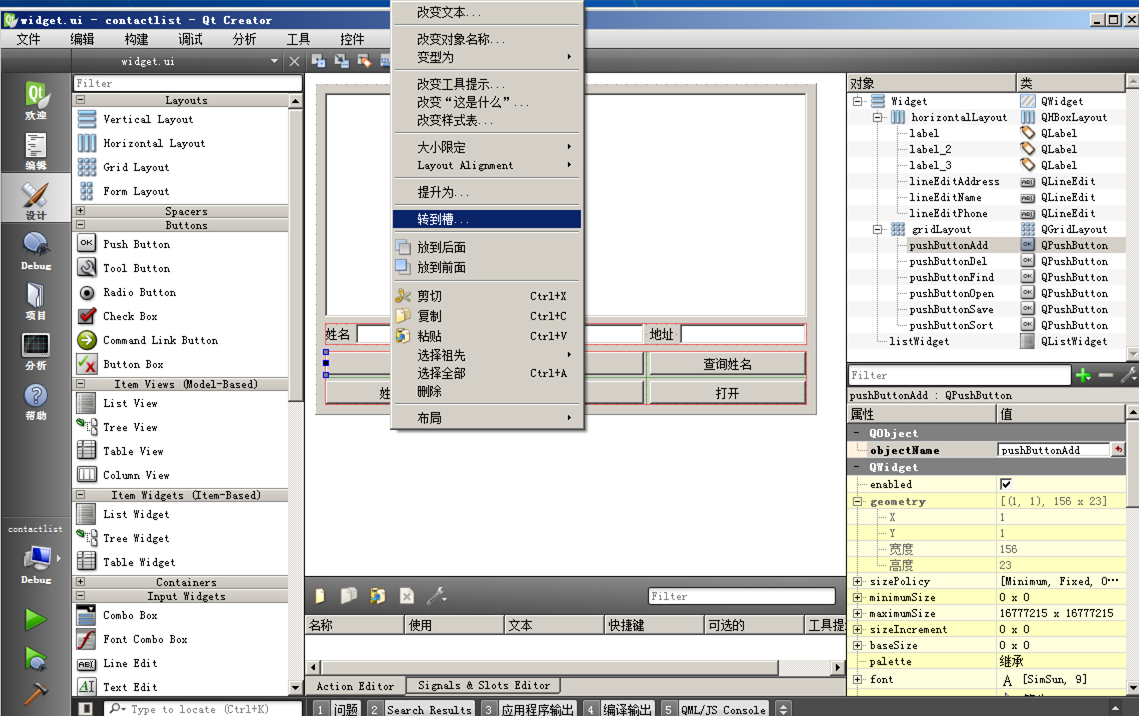 widget.ui - contactlist - Qt Creator
文件 编辑 构建 调试 分析 工具 控件
widget.ui
欢迎
编辑
设计
Debug
项目
分析
帮助
contactlist
Debug
Filter
Layouts
Vertical Layout
Horizontal Layout
Grid Layout
Form Layout
Spacers
Buttons
OK Push Button
Tool Button
Radio Button
Check Box
Command Link Button
Button Box
Item Views (Model-Based)
List View
Tree View
Table View
Column View
Item Widgets (Item-Based)
List Widget
Tree Widget
Table Widget
Containers
Input Widgets
Combo Box
Font Combo Box
ABI Line Edit
AI Text Edit
改变文本...
改变对象名称...
变型为
改变工具提示...
改变“这是什么”...
改变样式表...
大小限定
Layout Alignment
提升为...
转到槽...
放到后面
放到前面
剪切 Ctrl+X
复制 Ctrl+C
粘贴 Ctrl+V
选择祖先
选择全部 Ctrl+A
删除
布局
姓名 地址
查询姓名
姓 打开
Filter
名称 使用 文本 快捷键 可选的 工具提
Action Editor Signals & Slots Editor
对象 类
Widget QWidget
horizontalLayout QHBoxLayout
label QLabel
label_2 QLabel
label_3 QLabel
lineEditAddress QLineEdit
lineEditName QLineEdit
lineEditPhone QLineEdit
gridLayout QGridLayout
pushButtonAdd QPushButton
pushButtonDel QPushButton
pushButtonFind QPushButton
pushButtonOpen QPushButton
pushButtonSave QPushButton
pushButtonSort QPushButton
listWidget QListWidget
Filter
pushButtonAdd : QPushButton
属性 值
QObject
objectName pushButtonAdd
QWidget
enabled
geometry [(1, 1), 156 x 23]
X 1
Y 1
宽度 156
高度 23
sizePolicy [Minimum, Fixed, 0...
minimumSize 0 x 0
maximumSize 16777215 x 16777215
sizeIncrement 0 x 0
baseSize 0 x 0
palette 继承
font A [SimSun, 9]
Type to locate (Ctrl+K) 1 问题 2 Search Results 3 应用程序输出 4 编译输出 5 QML/JS Console